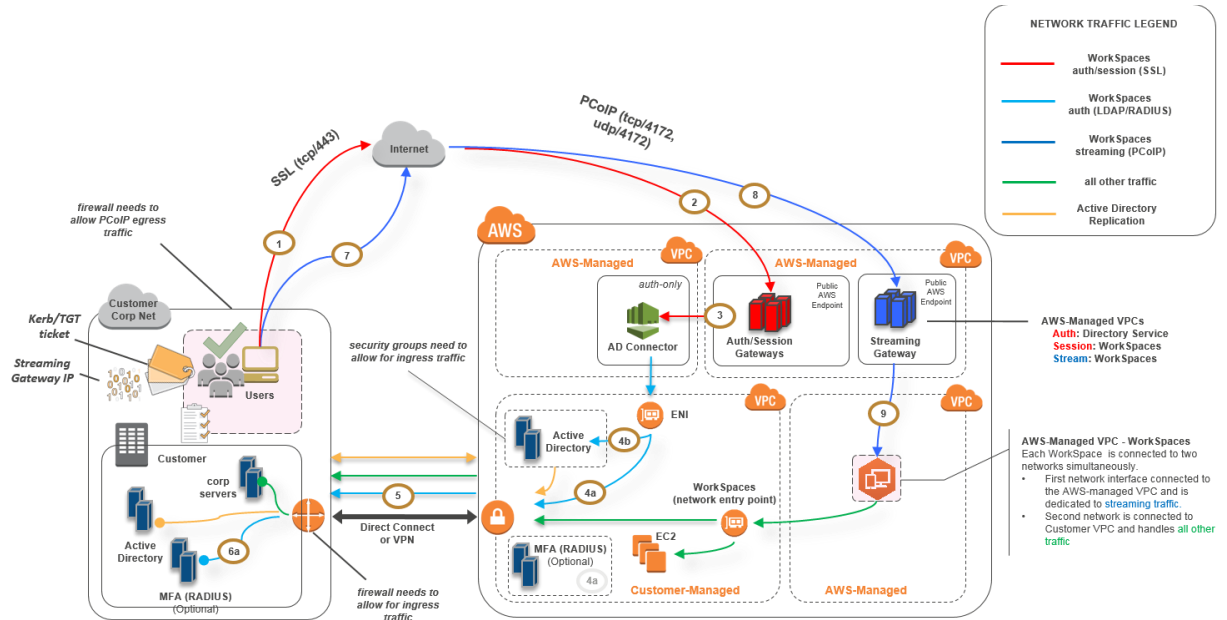 NETWORK TRAFFIC LEGEND
WorkSpaces
auth/session (SSL)
WorkSpaces
auth (LDAP/RADIUS)
WorkSpaces
streaming (PCoIP)
all other traffic
Active Directory
Replication
SSL (tcp/443)
Internet
PCoIP (tcp/4172,
udp/4172)
1
7
2
8
firewall needs to
allow PCoIP egress
traffic
Customer
Corp Net
Kerb/TGT
ticket
Streaming
Gateway IP
Users
Customer
corp
servers
Active
Directory
6a
MFA (RADIUS)
(Optional)
firewall needs to
allow for ingress
traffic
5
Direct Connect
or VPN
security groups need to
allow for ingress traffic
AWS
AWS-Managed
VPC
auth-only
AD Connector
3
AWS-Managed
VPC
Public
AWS
Endpoint
Auth/Session
Gateways
Public
AWS
Endpoint
Streaming
Gateway
AWS-Managed VPCs
Auth: Directory Service
Session: WorkSpaces
Stream: WorkSpaces
VPC
ENI
Active
Directory
4b
4a
WorkSpaces
(network entry point)
EC2
MFA (RADIUS)
(Optional)
4a
Customer-Managed
VPC
9
AWS-Managed
AWS-Managed VPC - WorkSpaces
Each WorkSpace is connected to two
networks simultaneously.
• First network interface connected to
the AWS-managed VPC and is
dedicated to streaming traffic.
• Second network is connected to
Customer VPC and handles all other
traffic